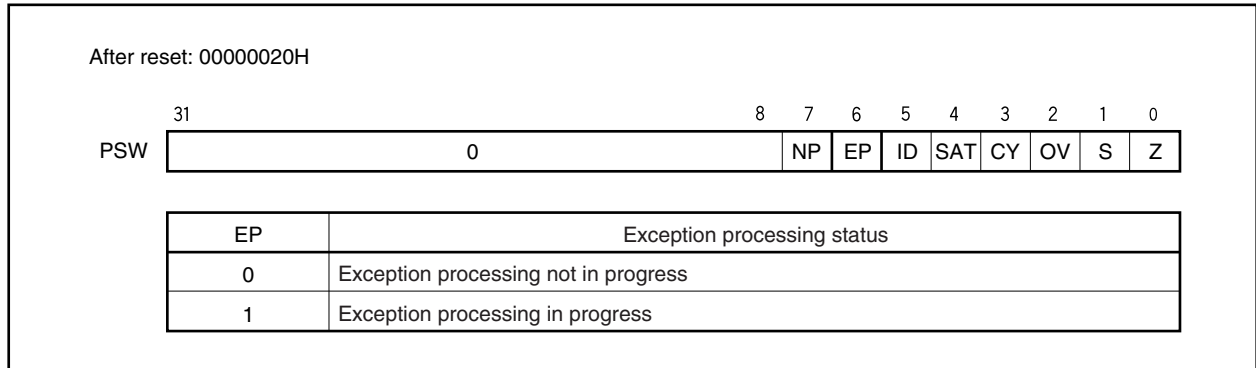 After reset: 00000020H
31 8 7 6 5 4 3 2 1 0
PSW 0 NP EP ID SAT CY OV S Z
EP Exception processing status
0 Exception processing not in progress
1 Exception processing in progress